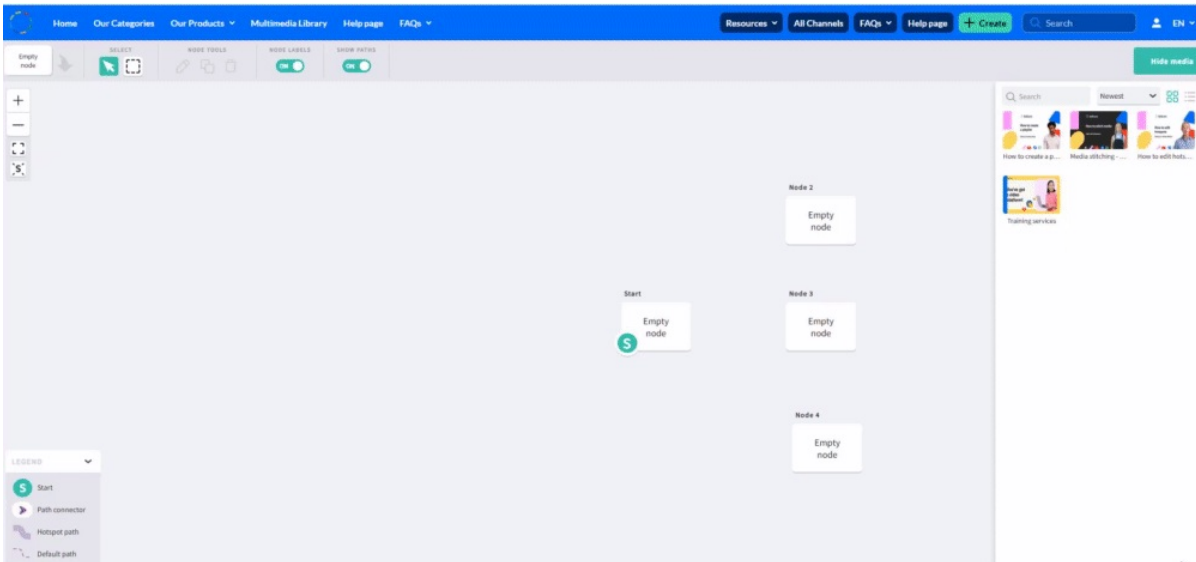 Home Our Categories Our Products Multimedia Library Help page FAQs Resources All Channels FAQs Help page + Create Search EN
Empty
node
SELECT
NODE TOOLS
NODE LABELS
ON
SHOW PATHS
ON
Hide media
Search Newest
How to create a p... Media stitching - ... How to edit hots...
Training services
Node 2
Empty
node
Start
Empty
node
S
Node 3
Empty
node
Node 4
Empty
node
LEGEND
S Start
Path connector
Hotspot path
Default path